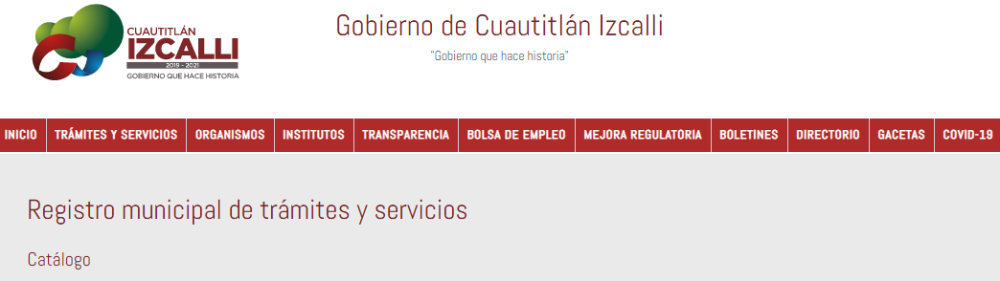 CUAUTITLÁN
IZCALLI
2019 - 2021
GOBIERNO QUE HACE HISTORIA
Gobierno de Cuautitlán Izcalli
"Gobierno que hace historia"
INICIO TRÁMITES Y SERVICIOS ORGANISMOS INSTITUTOS TRANSPARENCIA BOLSA DE EMPLEO MEJORA REGULATORIA BOLETINES DIRECTORIO GACETAS COVID-19
Registro municipal de trámites y servicios
Catálogo